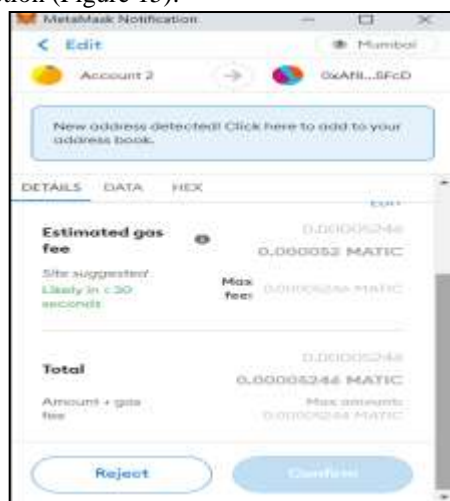 tion (Figure 13).
MetaMask Notification
< Edit
Mumbai
Account 2
New address detected! Click here to add to your
address book.
DETAILS DATA HEX
EDIT
Estimated gas
fee
0.00005246
0.000052 MATIC
Site suggested
Likely in < 30
seconds
Max
fee:
0.00005246 MATIC
Total
0.00005246
0.00005246 MATIC
Amount + gas
fee
Max amount:
0.00005246 MATIC
Reject
Confirm